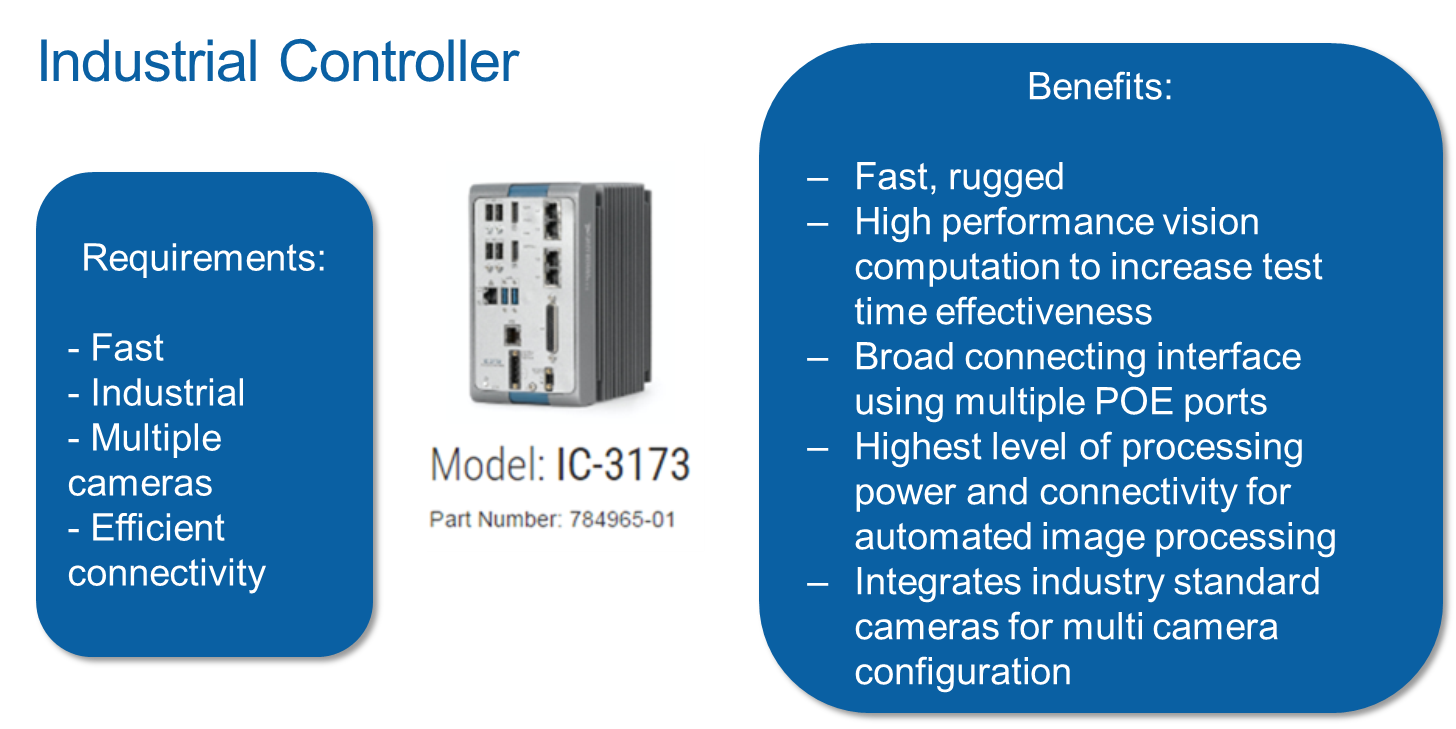 Industrial Controller
Requirements:
- Fast
- Industrial
- Multiple
cameras
- Efficient
connectivity
Model: IC-3173
Part Number: 784965-01
Benefits:
– Fast, rugged
– High performance vision
computation to increase test
time effectiveness
– Broad connecting interface
using multiple POE ports
– Highest level of processing
power and connectivity for
automated image processing
– Integrates industry standard
cameras for multi camera
configuration